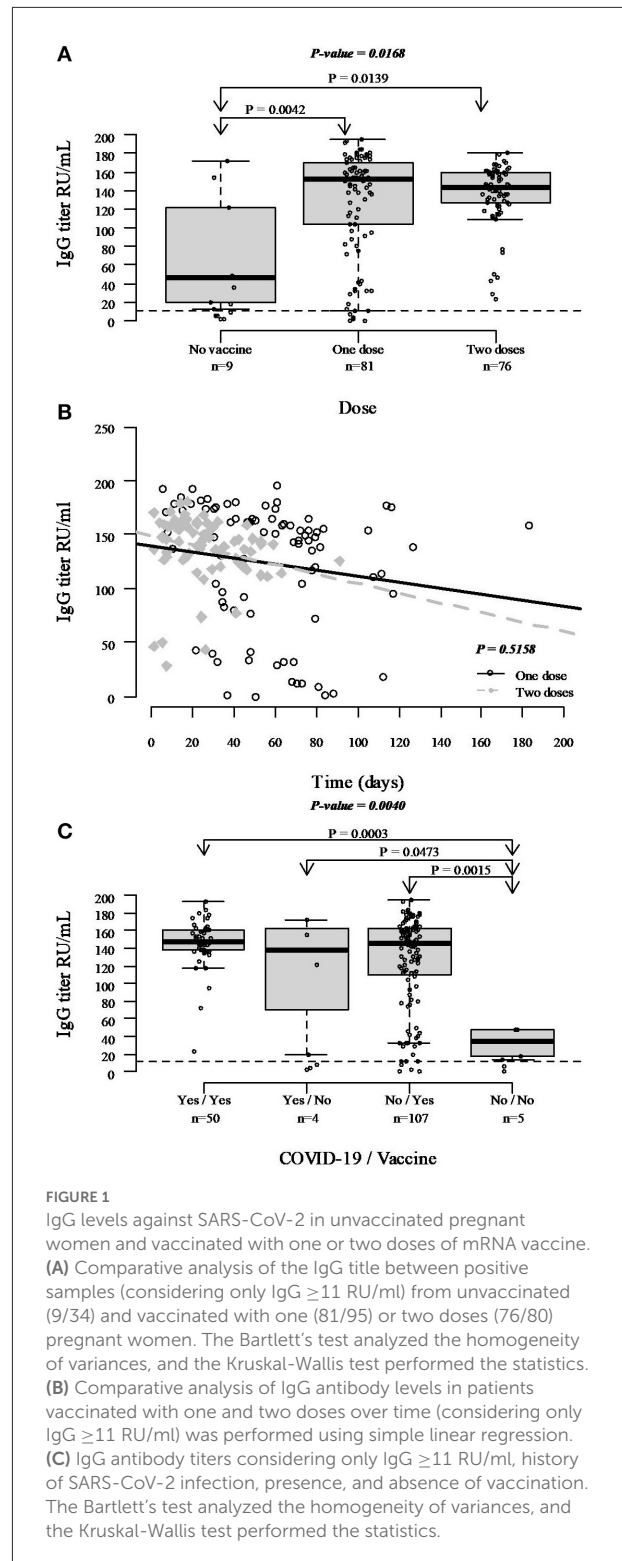 A
P-value = 0.0168
P = 0.0139
P = 0.0042
IgG titer RU/mL
200
180
160
140
120
100
80
60
40
20
0
No vaccine
n=9
One dose
n=81
Two doses
n=76
Dose
B
IgG titer RU/ml
250
200
150
100
50
0
P = 0.5158
One dose
Two doses
0 20 40 60 80 100 120 140 160 180 200
Time (days)
P-value = 0.0040
C
P = 0.0003
P = 0.0473
P = 0.0015
IgG titer RU/mL
200
180
160
140
120
100
80
60
40
20
0
Yes / Yes
n=50
Yes / No
n=4
No / Yes
n=107
No / No
n=5
COVID-19 / Vaccine
FIGURE 1
IgG levels against SARS-CoV-2 in unvaccinated pregnant
women and vaccinated with one or two doses of mRNA vaccine.
(A) Comparative analysis of the IgG title between positive
samples (considering only IgG ≥11 RU/ml) from unvaccinated
(9/34) and vaccinated with one (81/95) or two doses (76/80)
pregnant women. The Bartlett's test analyzed the homogeneity
of variances, and the Kruskal-Wallis test performed the statistics.
(B) Comparative analysis of IgG antibody levels in patients
vaccinated with one and two doses over time (considering only
IgG ≥11 RU/ml) was performed using simple linear regression.
(C) IgG antibody titers considering only IgG ≥11 RU/ml, history
of SARS-CoV-2 infection, presence, and absence of vaccination.
The Bartlett's test analyzed the homogeneity of variances, and
the Kruskal-Wallis test performed the statistics.